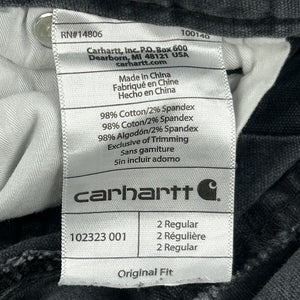 RN#14806 100140
Carhartt, Inc. P.O. Box 600
Dearborn, MI 48121 USA
Made in China
Fabriqué en Chine
Hecho en China
98% Cotton/2% Spandex
98% Coton/2% Spandex
98% Algodón/2% Spandex
Exclusive of Trimming
Sans garniture
Sin incluir adorno
carhartt
102323 001
2 Regular
2 Régulière
2 Regular
Original Fit